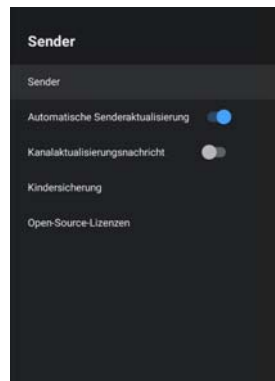 Sender
Sender
Automatische Senderaktualisierung
Kanalaktualisierungsnachricht
Kindersicherung
Open-Source-Lizenzen